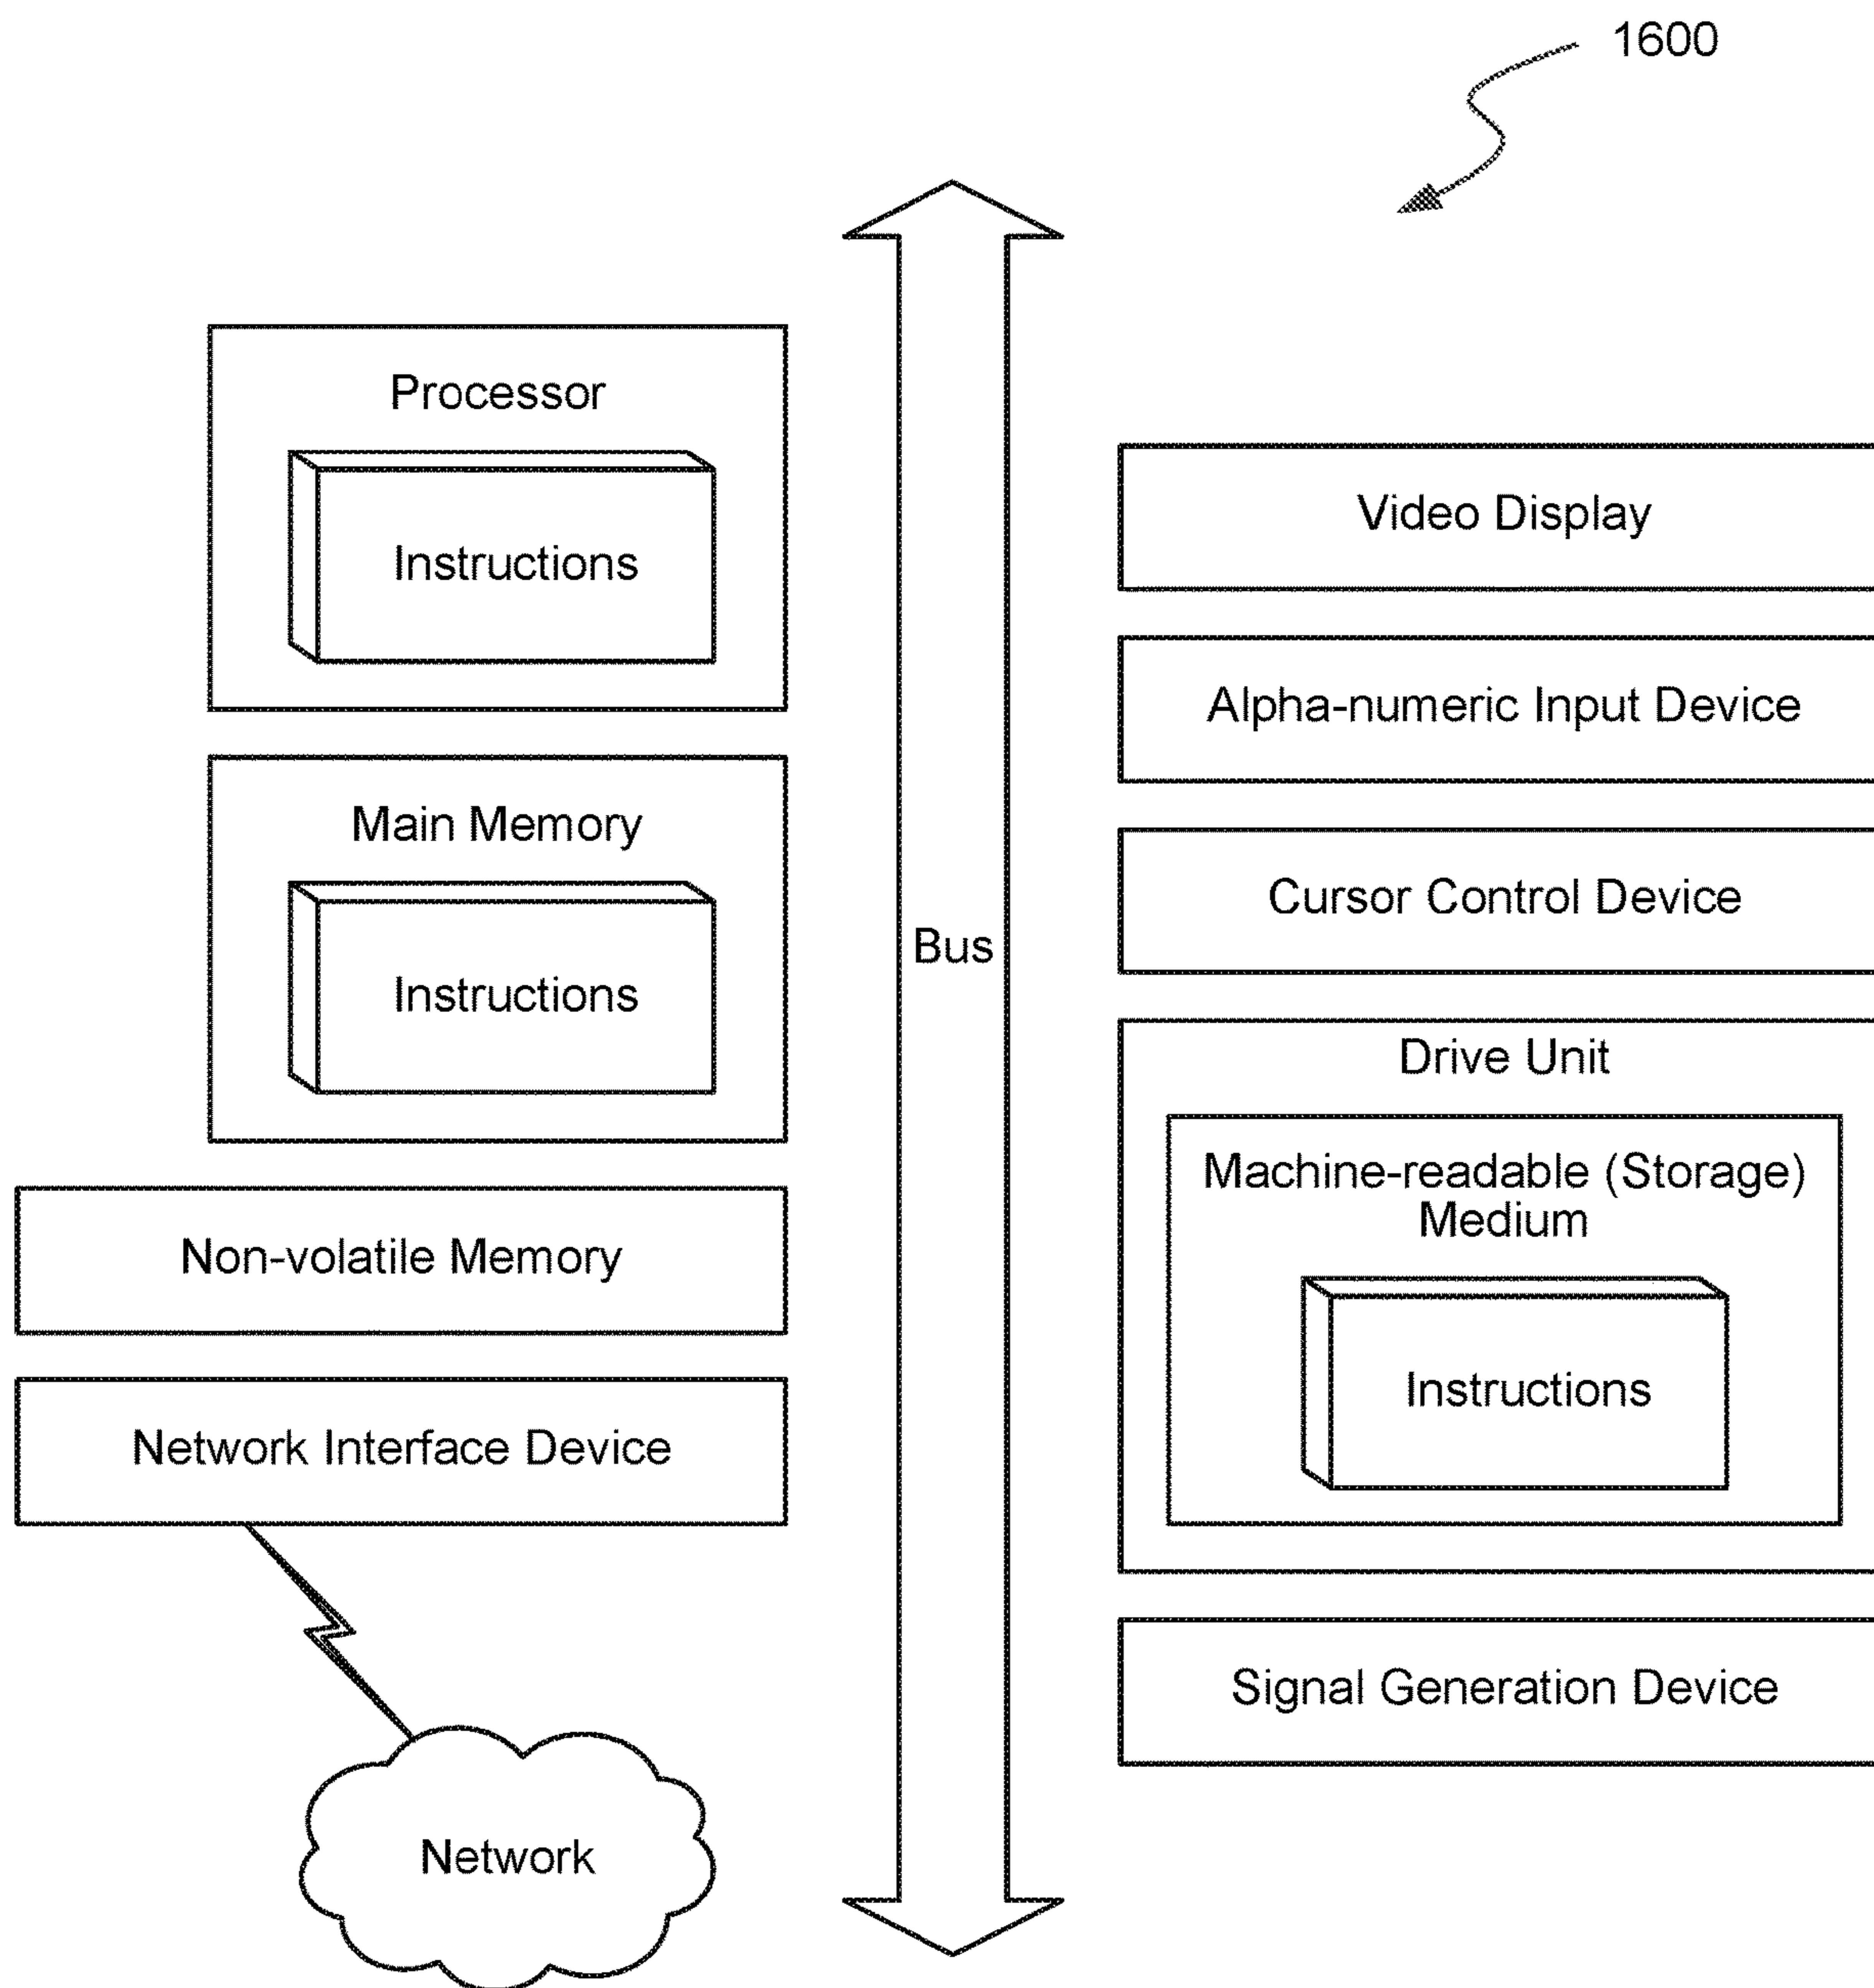 1600
Processor
Instructions
Main Memory
Instructions
Non-volatile Memory
Network Interface Device
Network
Bus
Video Display
Alpha-numeric Input Device
Cursor Control Device
Drive Unit
Machine-readable (Storage)
Medium
Instructions
Signal Generation Device